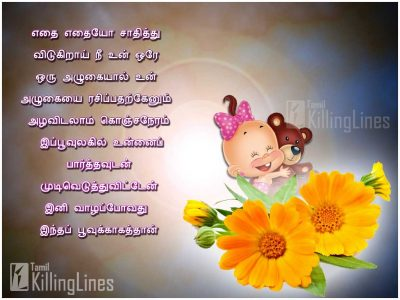 எதை எதையோ சாதித்து
விடுகிறாய் நீ உன் ஒரே
ஒரு அழுகையால் உன்
அழுகையை ரசிப்பதற்கேனும்
அழவிடலாம் கொஞ்சநேரம்
இப்பூவுலகில் உன்னைப்
பார்த்தவுடன்
முடிவெடுத்துவிட்டேன்
இனி வாழப்போவது
இந்தப் பூவுக்காகத்தான்
Tamil
KillingLines
Tamil
KillingLines